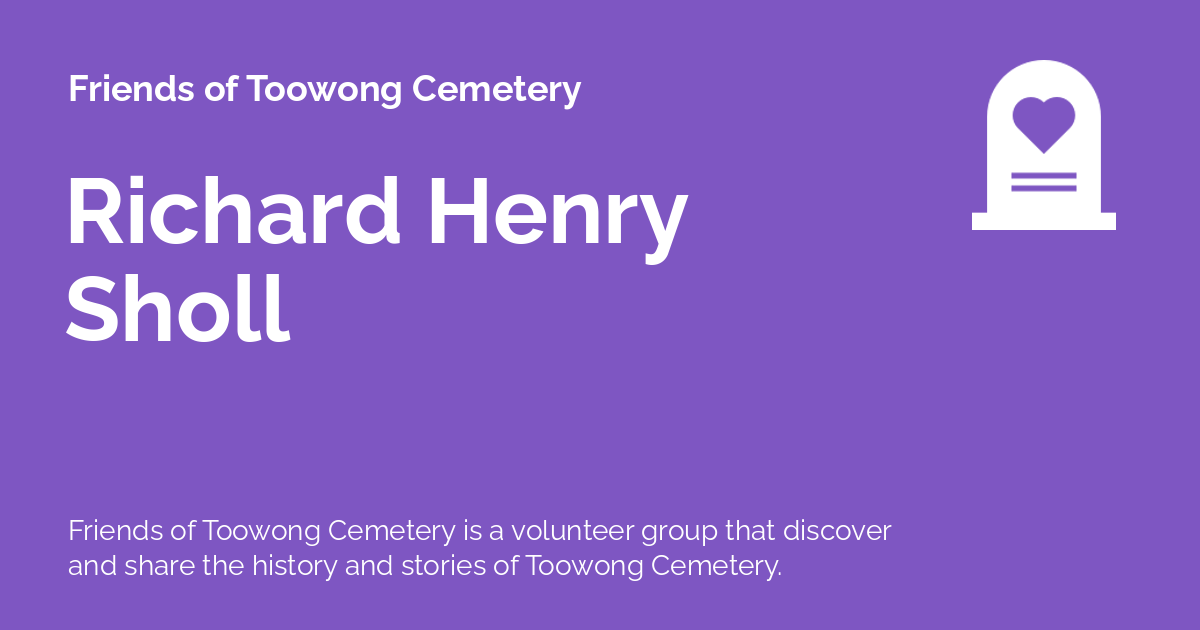 Friends of Toowong Cemetery
Richard Henry
Sholl
Friends of Toowong Cemetery is a volunteer group that discover
and share the history and stories of Toowong Cemetery.